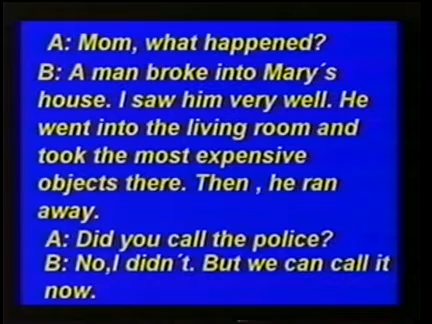 A: Mom, what happened?
B: A man broke into Mary´s
house. I saw him very well. He
went into the living room and
took the most expensive
objects there. Then , he ran
away.
A: Did you call the police?
B: No,I didn´t. But we can call it
now.